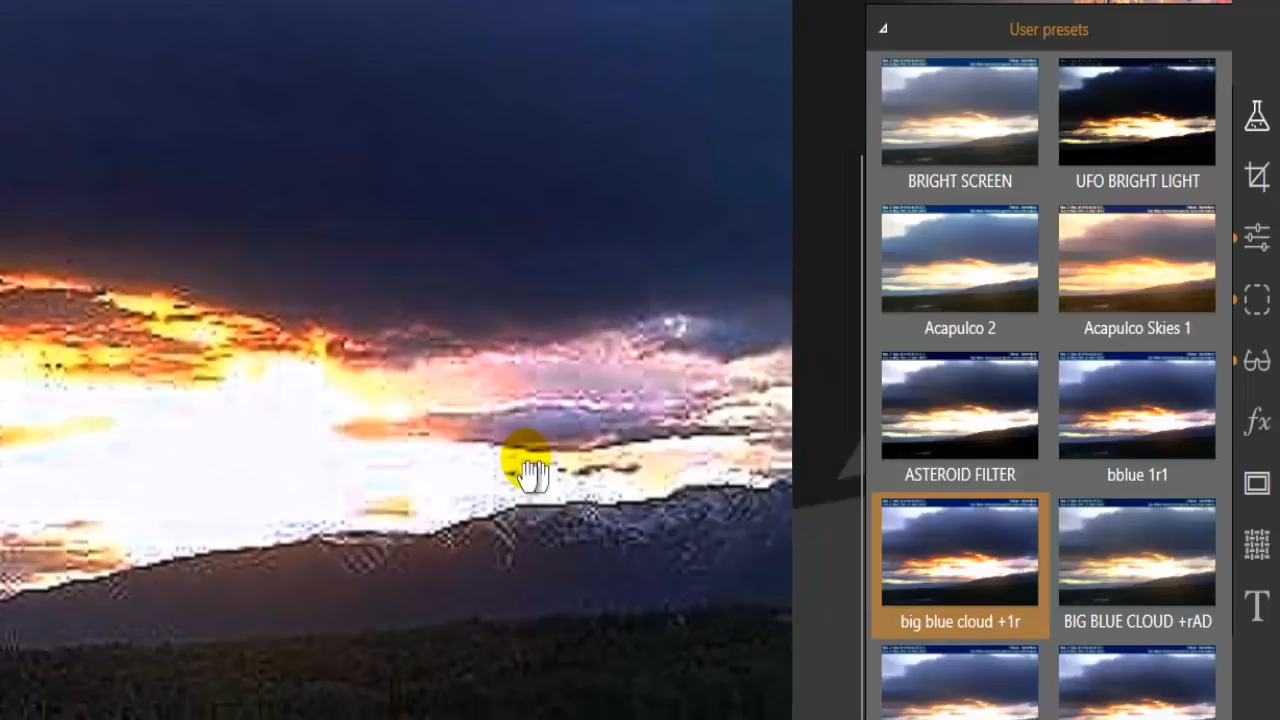 User presets
BRIGHT SCREEN
UFO BRIGHT LIGHT
Acapulco 2
Acapulco Skies 1
ASTEROID FILTER
bblue 1r1
big blue cloud +1r
BIG BLUE CLOUD +rAD
fx
T